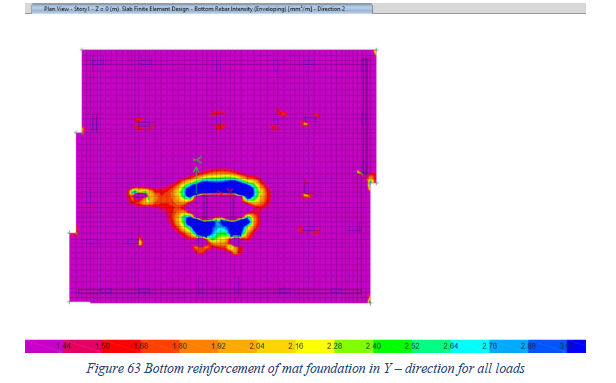 Plan View - Story1 - Z = 0 (m) Slab Finite Element Design - Bottom Rebar Intensity (Enveloping) [mm²/m] - Direction 2
Y
X
1.44 1.56 1.68 1.80 1.92 2.04 2.16 2.28 2.40 2.52 2.64 2.76 2.88
Figure 63 Bottom reinforcement of mat foundation in Y – direction for all loads